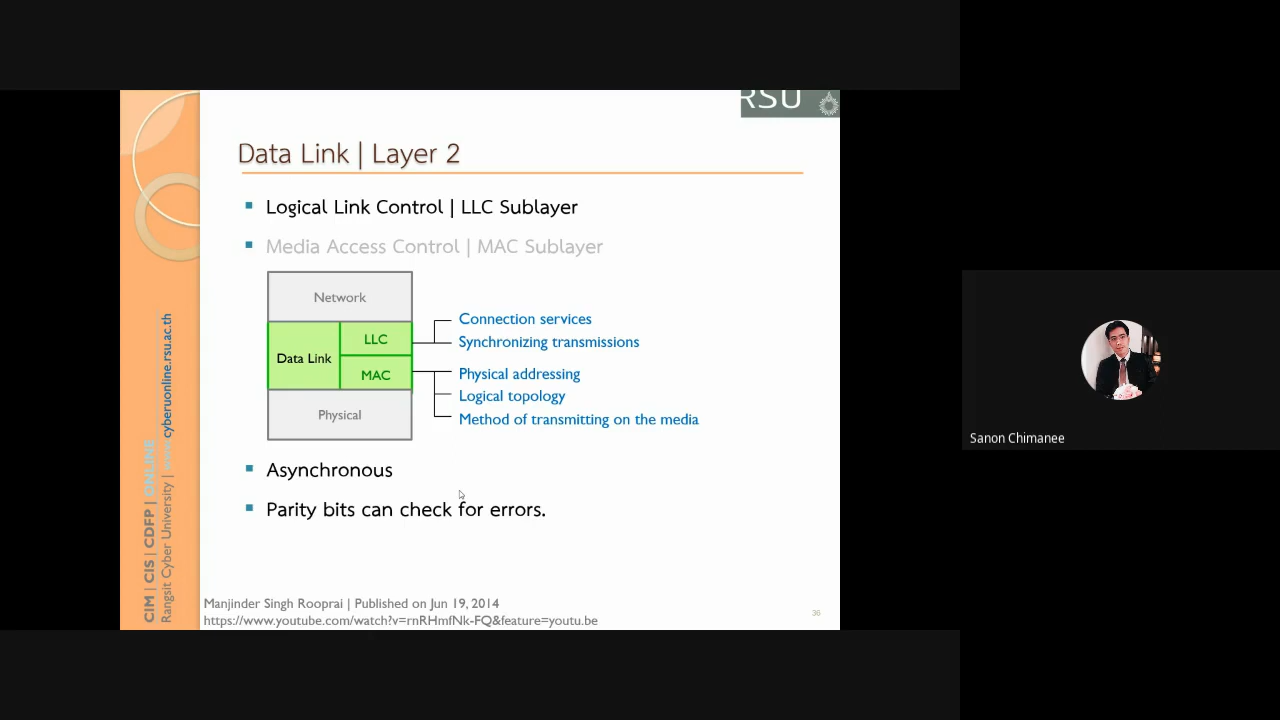 RSU
Data Link | Layer 2
Logical Link Control | LLC Sublayer
Media Access Control | MAC Sublayer
Network
Data Link
LLC
MAC
Physical
Connection services
Synchronizing transmissions
Physical addressing
Logical topology
Method of transmitting on the media
Asynchronous
Parity bits can check for errors.
Manjinder Singh Rooprai | Published on Jun 19, 2014
https://www.youtube.com/watch?v=rnRHmfNk-FQ&feature=youtu.be
36
CIM | CIS | CDFP | ONLINE
Rangsit Cyber University | www.cyberuonline.rsu.ac.th
Sanon Chimanee